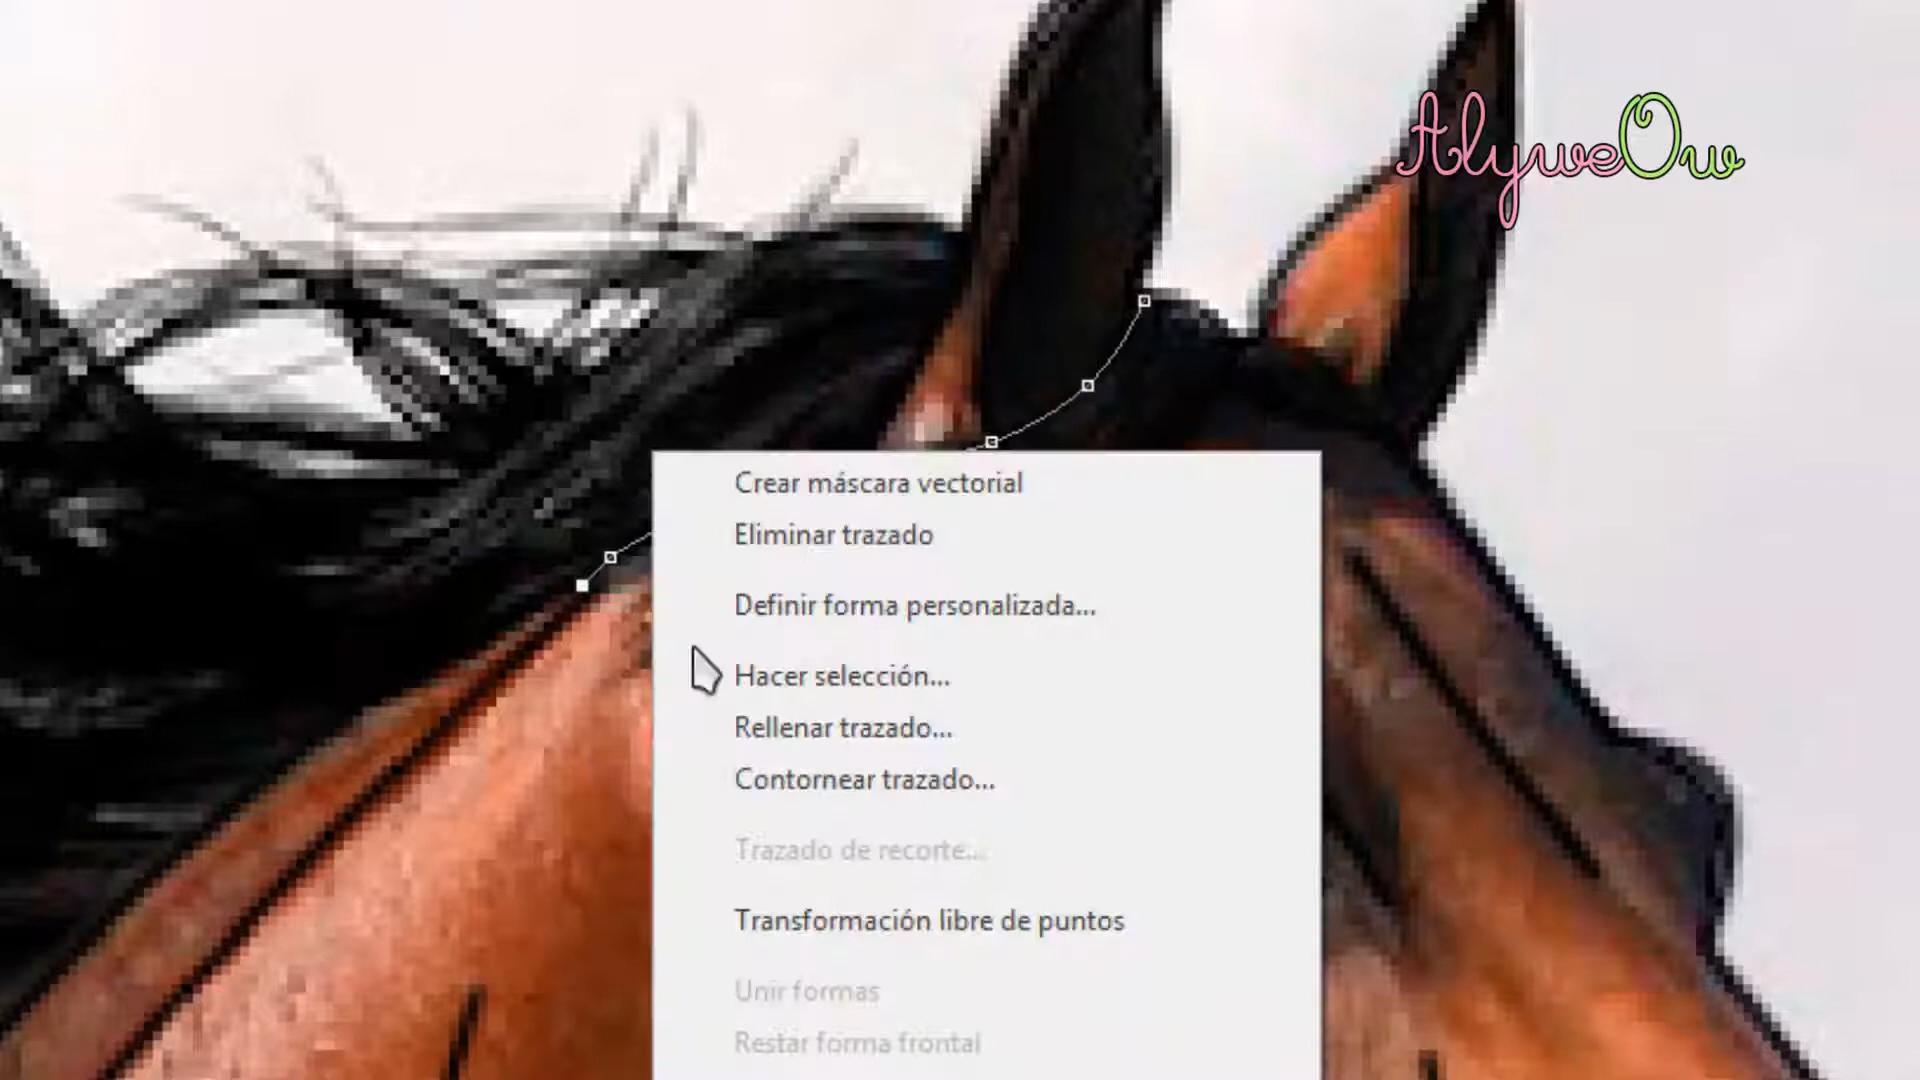 AlyweOw
Crear máscara vectorial
Eliminar trazado
Definir forma personalizada...
Hacer selección...
Rellenar trazado...
Contornear trazado...
Trazado de recorte...
Transformación libre de puntos
Unir formas
Restar forma frontal